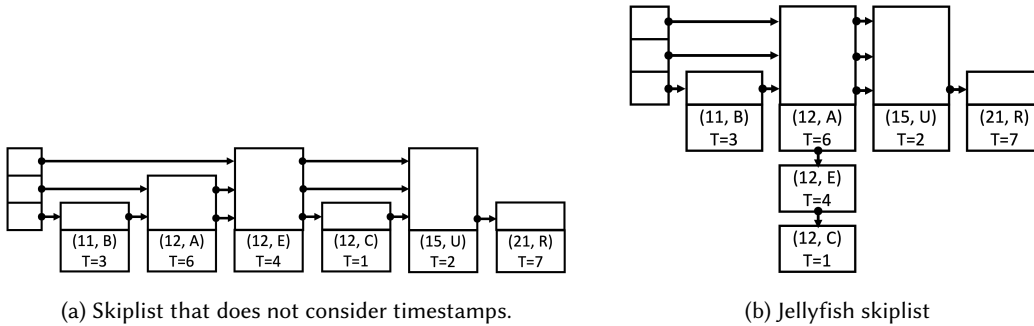 (11, B)
T=3
(12, A)
T=6
(12, E)
T=4
(12, C)
T=1
(15, U)
T=2
(21, R)
T=7
(a) Skiplist that does not consider timestamps.
(11, B)
T=3
(12, A)
T=6
(15, U)
T=2
(21, R)
T=7
(12, E)
T=4
(12, C)
T=1
(b) Jellyfish skiplist